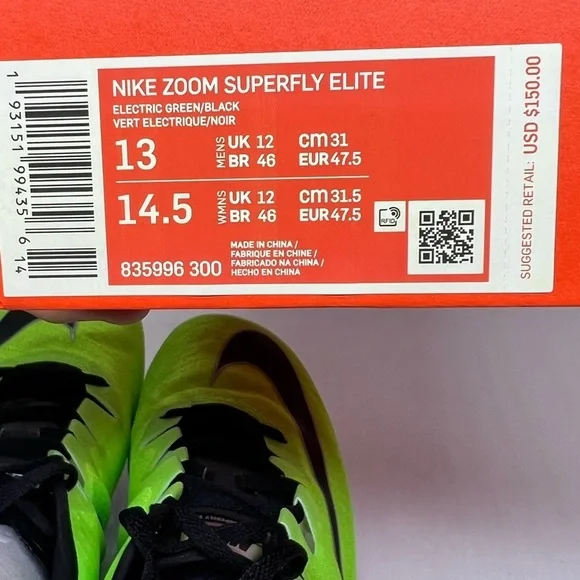 NIKE ZOOM SUPERFLY ELITE
ELECTRIC GREEN/BLACK
VERT ELECTRIQUE/NOIR
13 MENS UK 12 CM 31
BR 46 EUR 47.5
14.5 WMNS UK 12 CM 31.5
BR 46 EUR 47.5
RFID
835996 300
MADE IN CHINA /
FABRIQUE EN CHINE /
FABRICADO NA CHINA /
HECHO EN CHINA
SUGGESTED RETAIL: USD $150.00
1 93151 99435 6 14